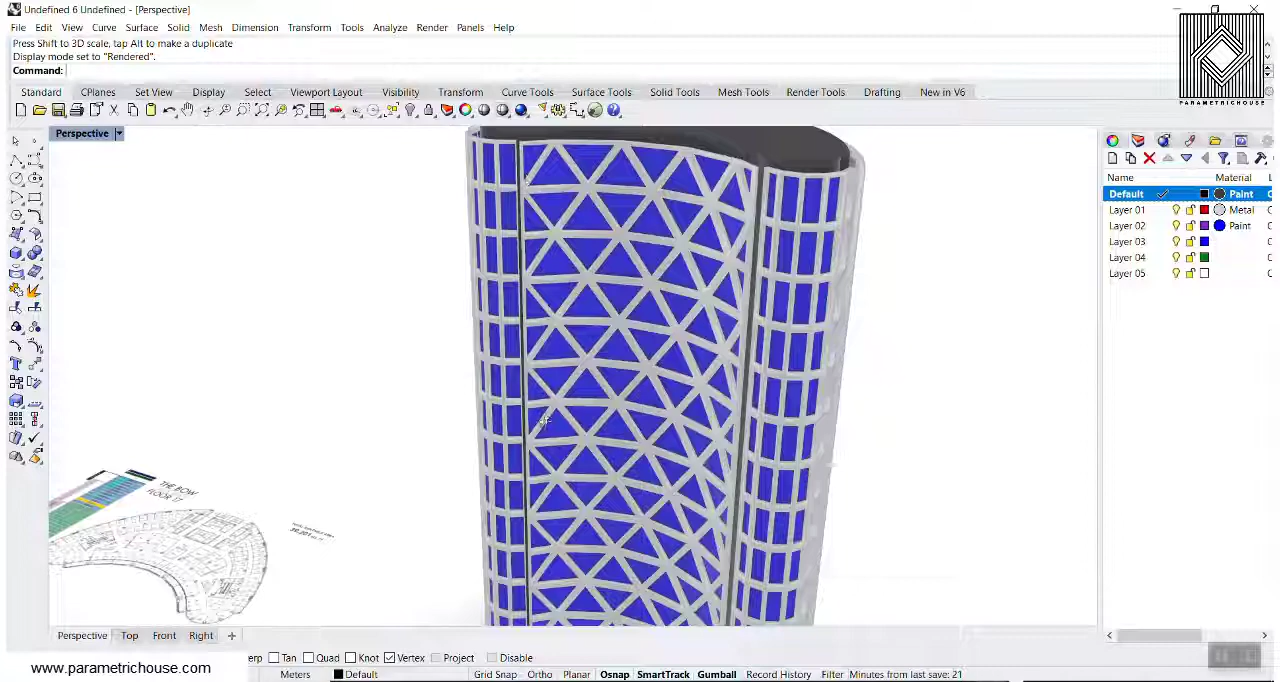 Undefined 6 Undefined - [Perspective]
File Edit View Curve Surface Solid Mesh Dimension Transform Tools Analyze Render Panels Help
Press Shift to 3D scale, tap Alt to make a duplicate
Display mode set to "Rendered".
Command:
PARAMETRICHOUSE
Standard CPlanes Set View Display Select Viewport Layout Visibility Transform Curve Tools Surface Tools Solid Tools Mesh Tools Render Tools Drafting New in V6
Perspective
Name Material L
Default Paint
Layer 01 Metal
Layer 02 Paint
Layer 03
Layer 04
Layer 05
THE BOW
FLOOR 17
Perspective Top Front Right
erp Tan Quad Knot Vertex Project Disable
www.parametrichouse.com
Meters Default Grid Snap Ortho Planar Osnap SmartTrack Gumball Record History Filter Minutes from last save: 21